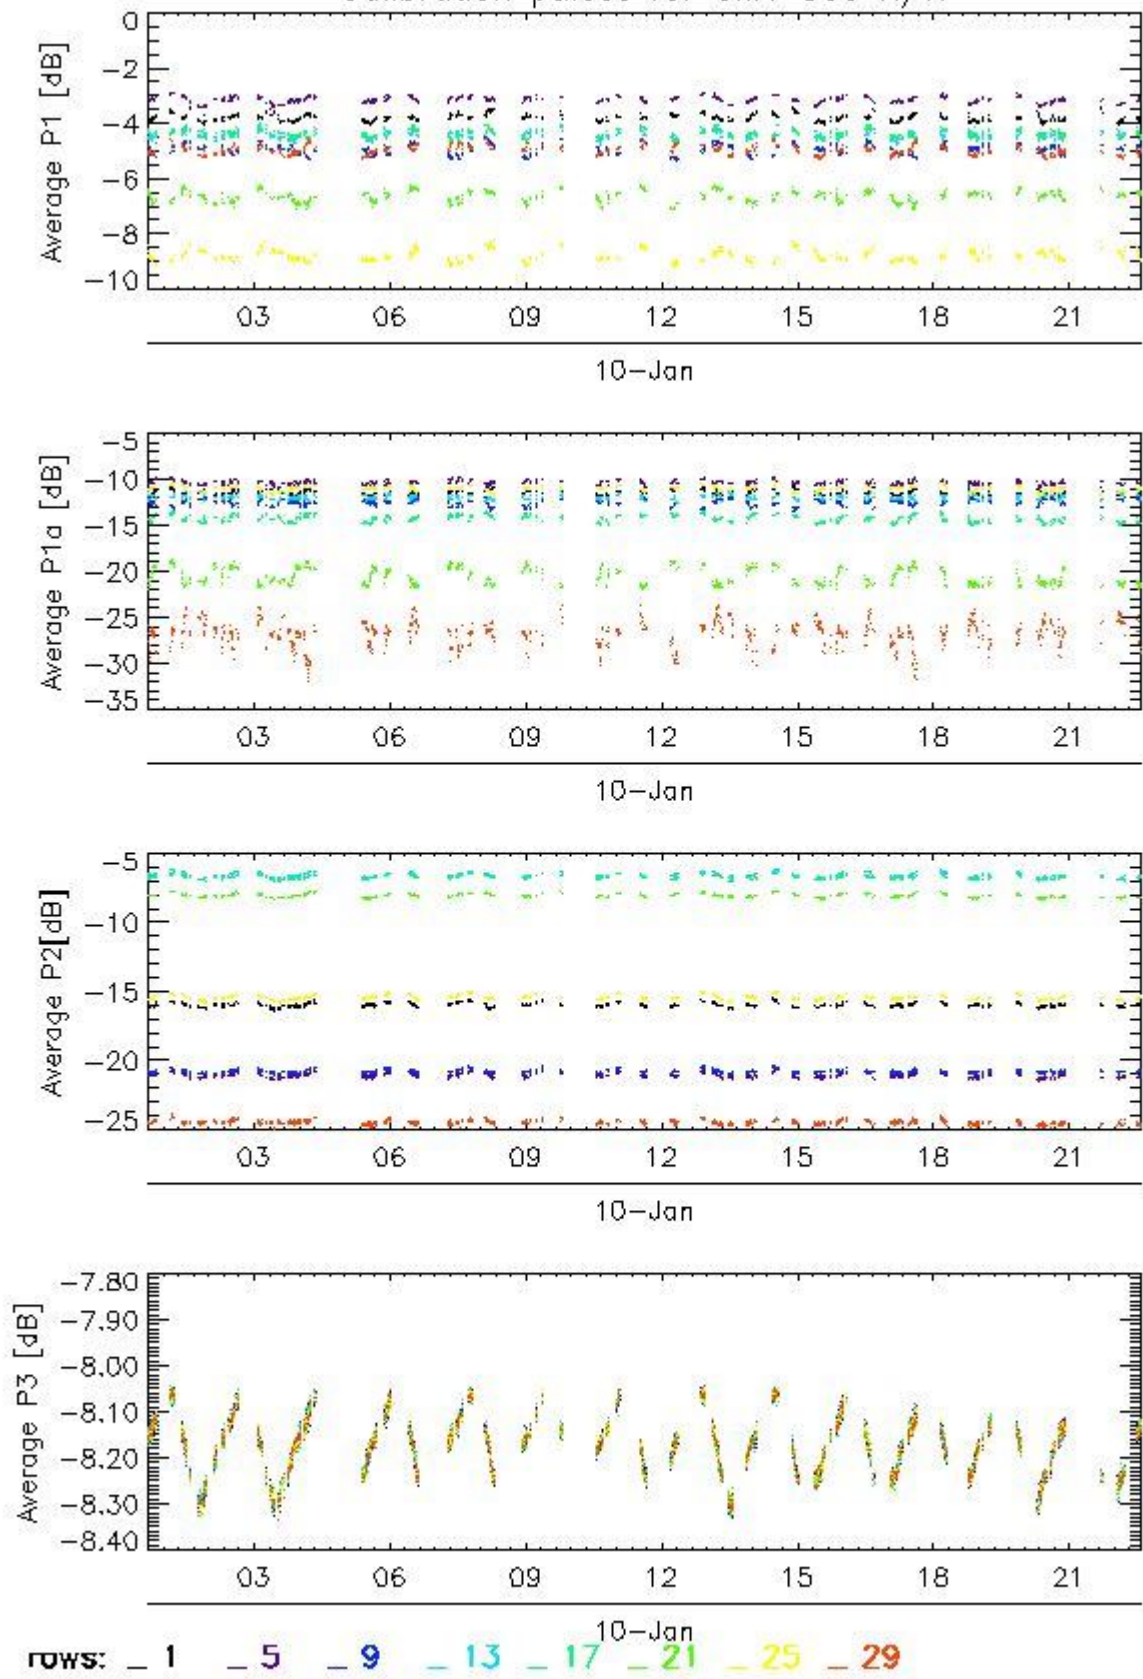 0
−2
−4
−6
−8
−10
Average P1 [dB]
03 06 09 12 15 18 21
10−Jan
−5
−10
−15
−20
−25
−30
−35
Average P1a [dB]
03 06 09 12 15 18 21
10−Jan
−5
−10
−15
−20
−25
Average P2[dB]
03 06 09 12 15 18 21
10−Jan
−7.80
−7.90
−8.00
−8.10
−8.20
−8.30
−8.40
Average P3 [dB]
03 06 09 12 15 18 21
10−Jan
rows: _ 1 _ 5 _ 9 _ 13 _ 17 _ 21 _ 25 _ 29